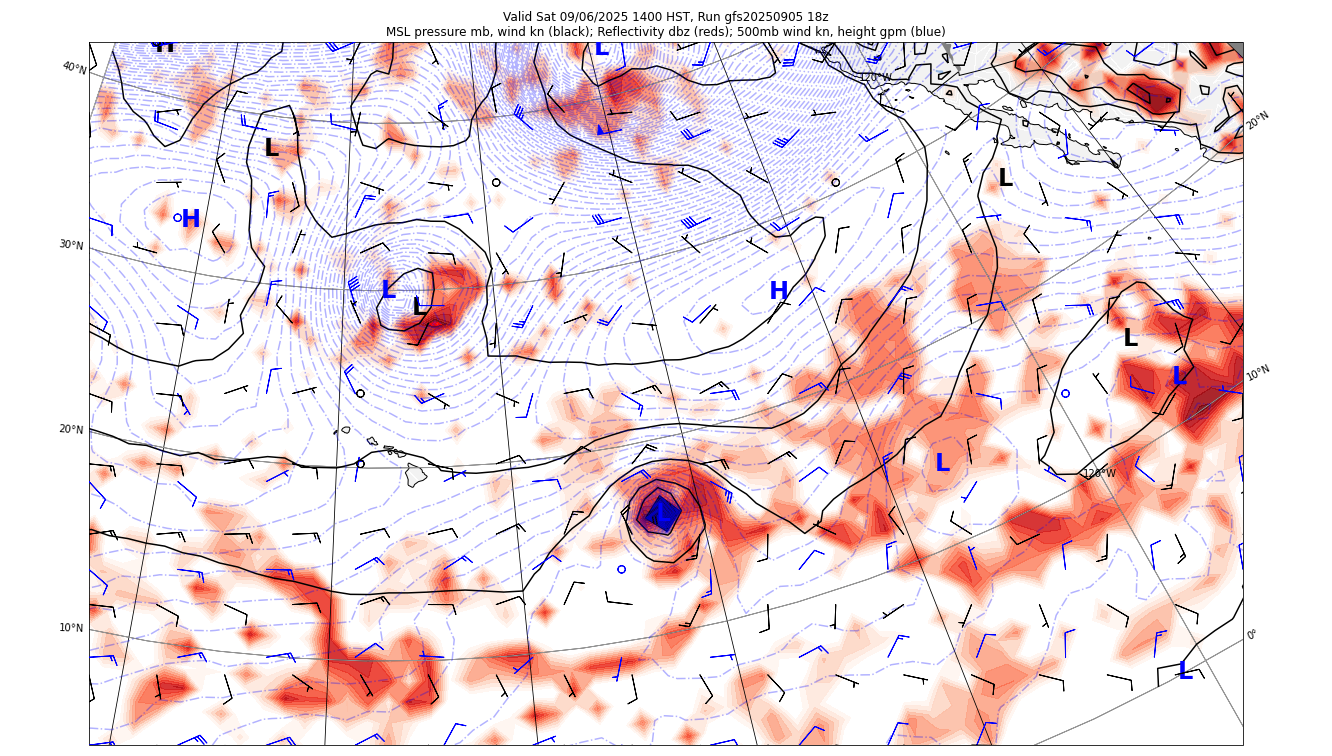 Valid Sat 09/06/2025 1400 HST, Run gfs20250905 18z
MSL pressure mb, wind kn (black); Reflectivity dbz (reds); 500mb wind kn, height gpm (blue)
H
L
40°N
120°W
20°N
L
L
H
30°N
L
L
H
L
L
10°N
20°N
L
120°W
L
10°N
0°
L